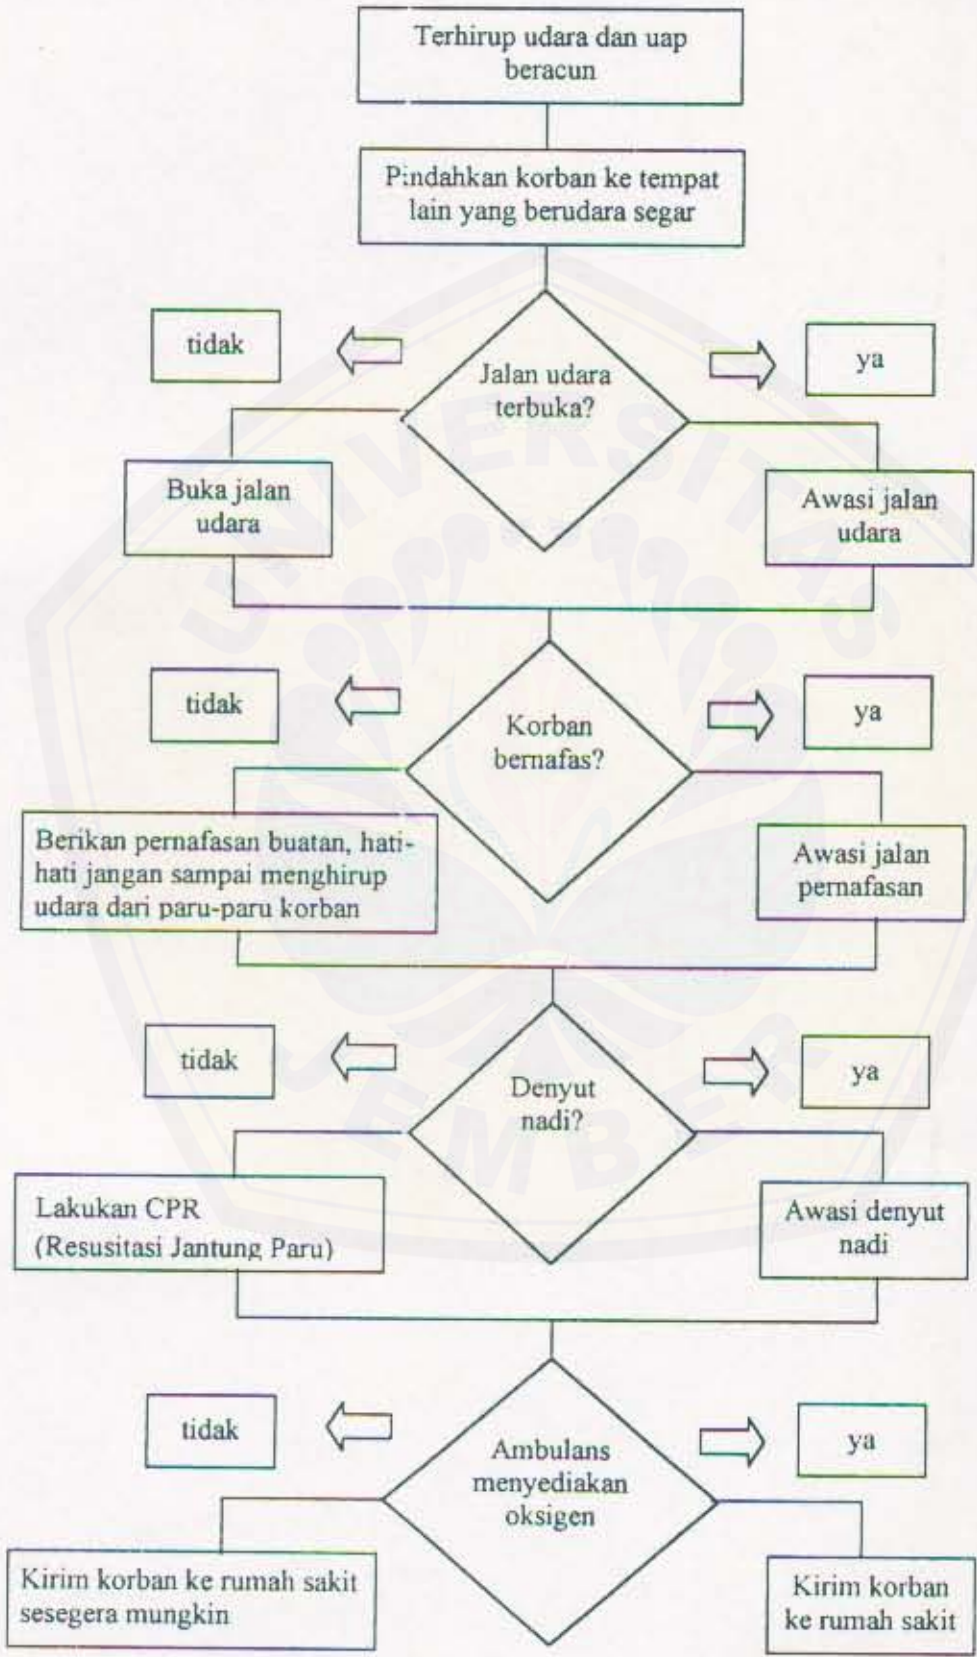 Terhirup udara dan uap
beracun
Pindahkan korban ke tempat
lain yang berudara segar
tidak
Jalan udara
terbuka?
ya
Buka jalan
udara
Awasi jalan
udara
tidak
Korban
bernafas?
ya
Berikan pernafasan buatan, hati-
hati jangan sampai menghirup
udara dari paru-paru korban
Awasi jalan
pernafasan
tidak
Denyut
nadi?
ya
Lakukan CPR
(Resusitasi Jantung Paru)
Awasi denyut
nadi
tidak
Ambulans
menyediakan
oksigen
ya
Kirim korban ke rumah sakit
sesegera mungkin
Kirim korban
ke rumah sakit
UNIVERSITAS
JEMBER